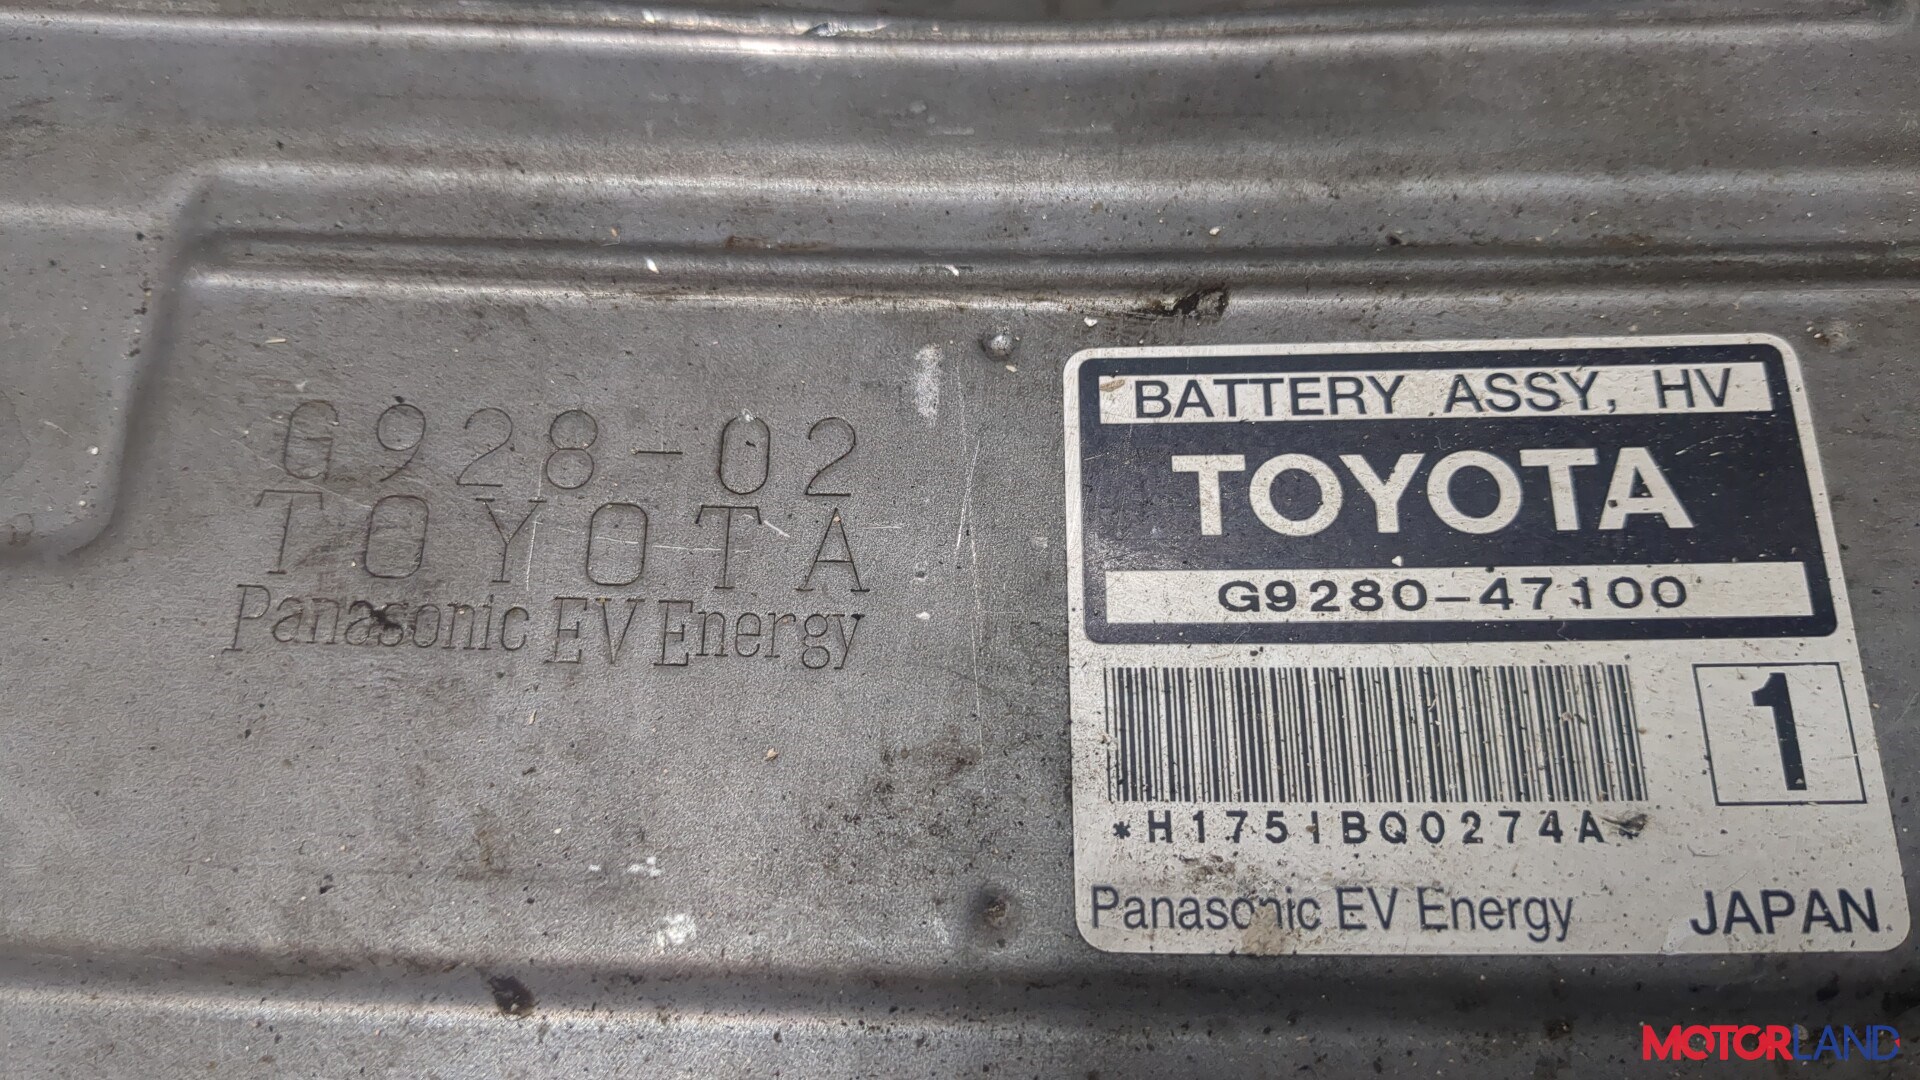 G928-02
TOYOTA
Panasonic EV Energy
BATTERY ASSY, HV
TOYOTA
G9280-47100
1
*H1751BQ0274A*
Panasonic EV Energy
JAPAN
MOTORLAND